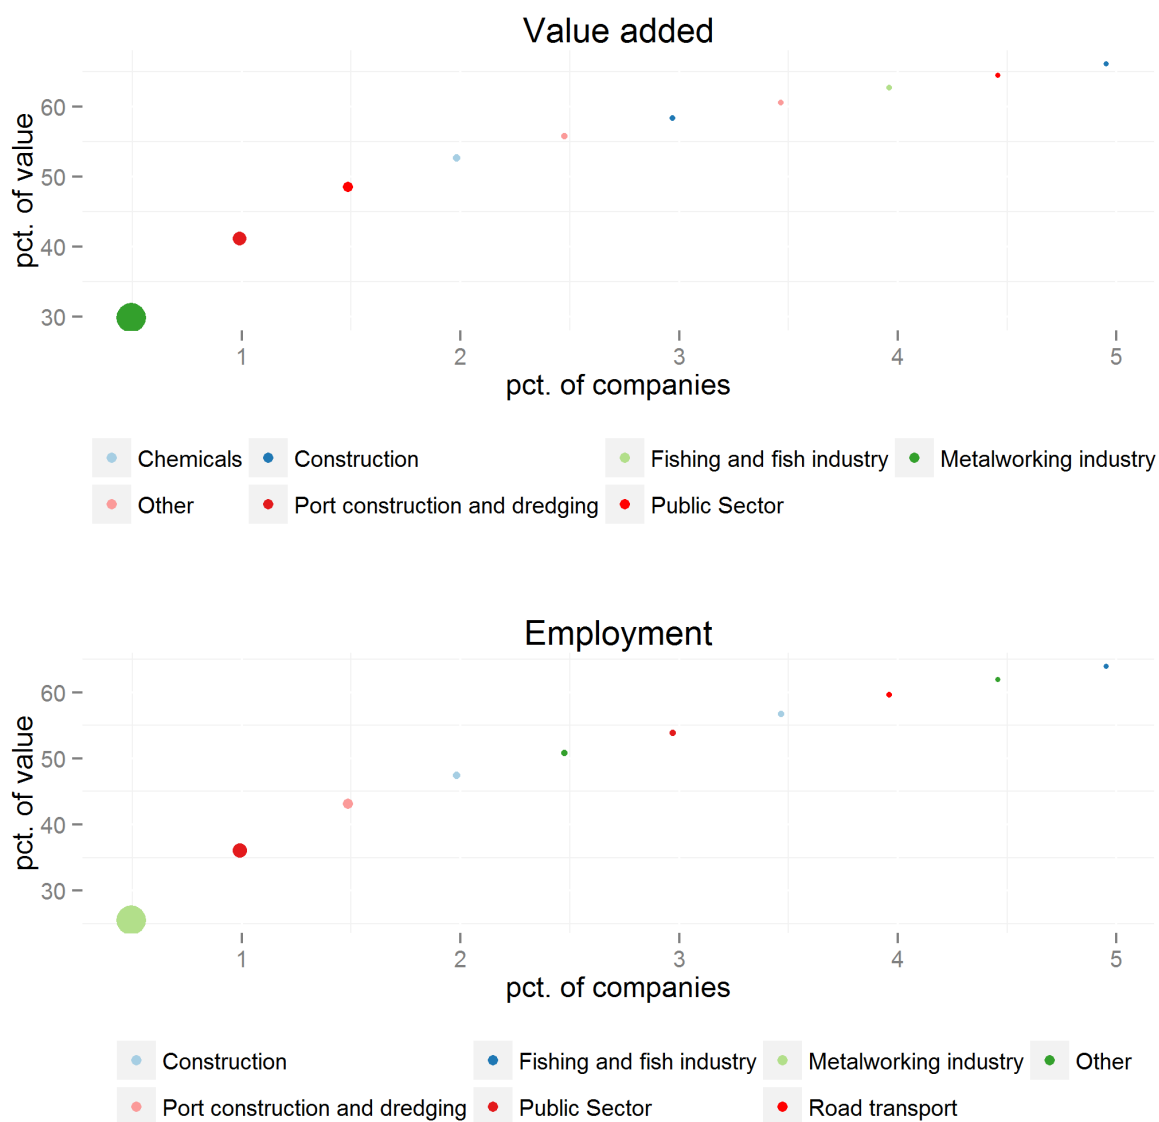 Value added
pct. of value
60
50
40
30
1 2 3 4 5
pct. of companies
Chemicals Construction Fishing and fish industry Metalworking industry
Other Port construction and dredging Public Sector
Employment
pct. of value
60
50
40
30
1 2 3 4 5
pct. of companies
Construction Fishing and fish industry Metalworking industry Other
Port construction and dredging Public Sector Road transport